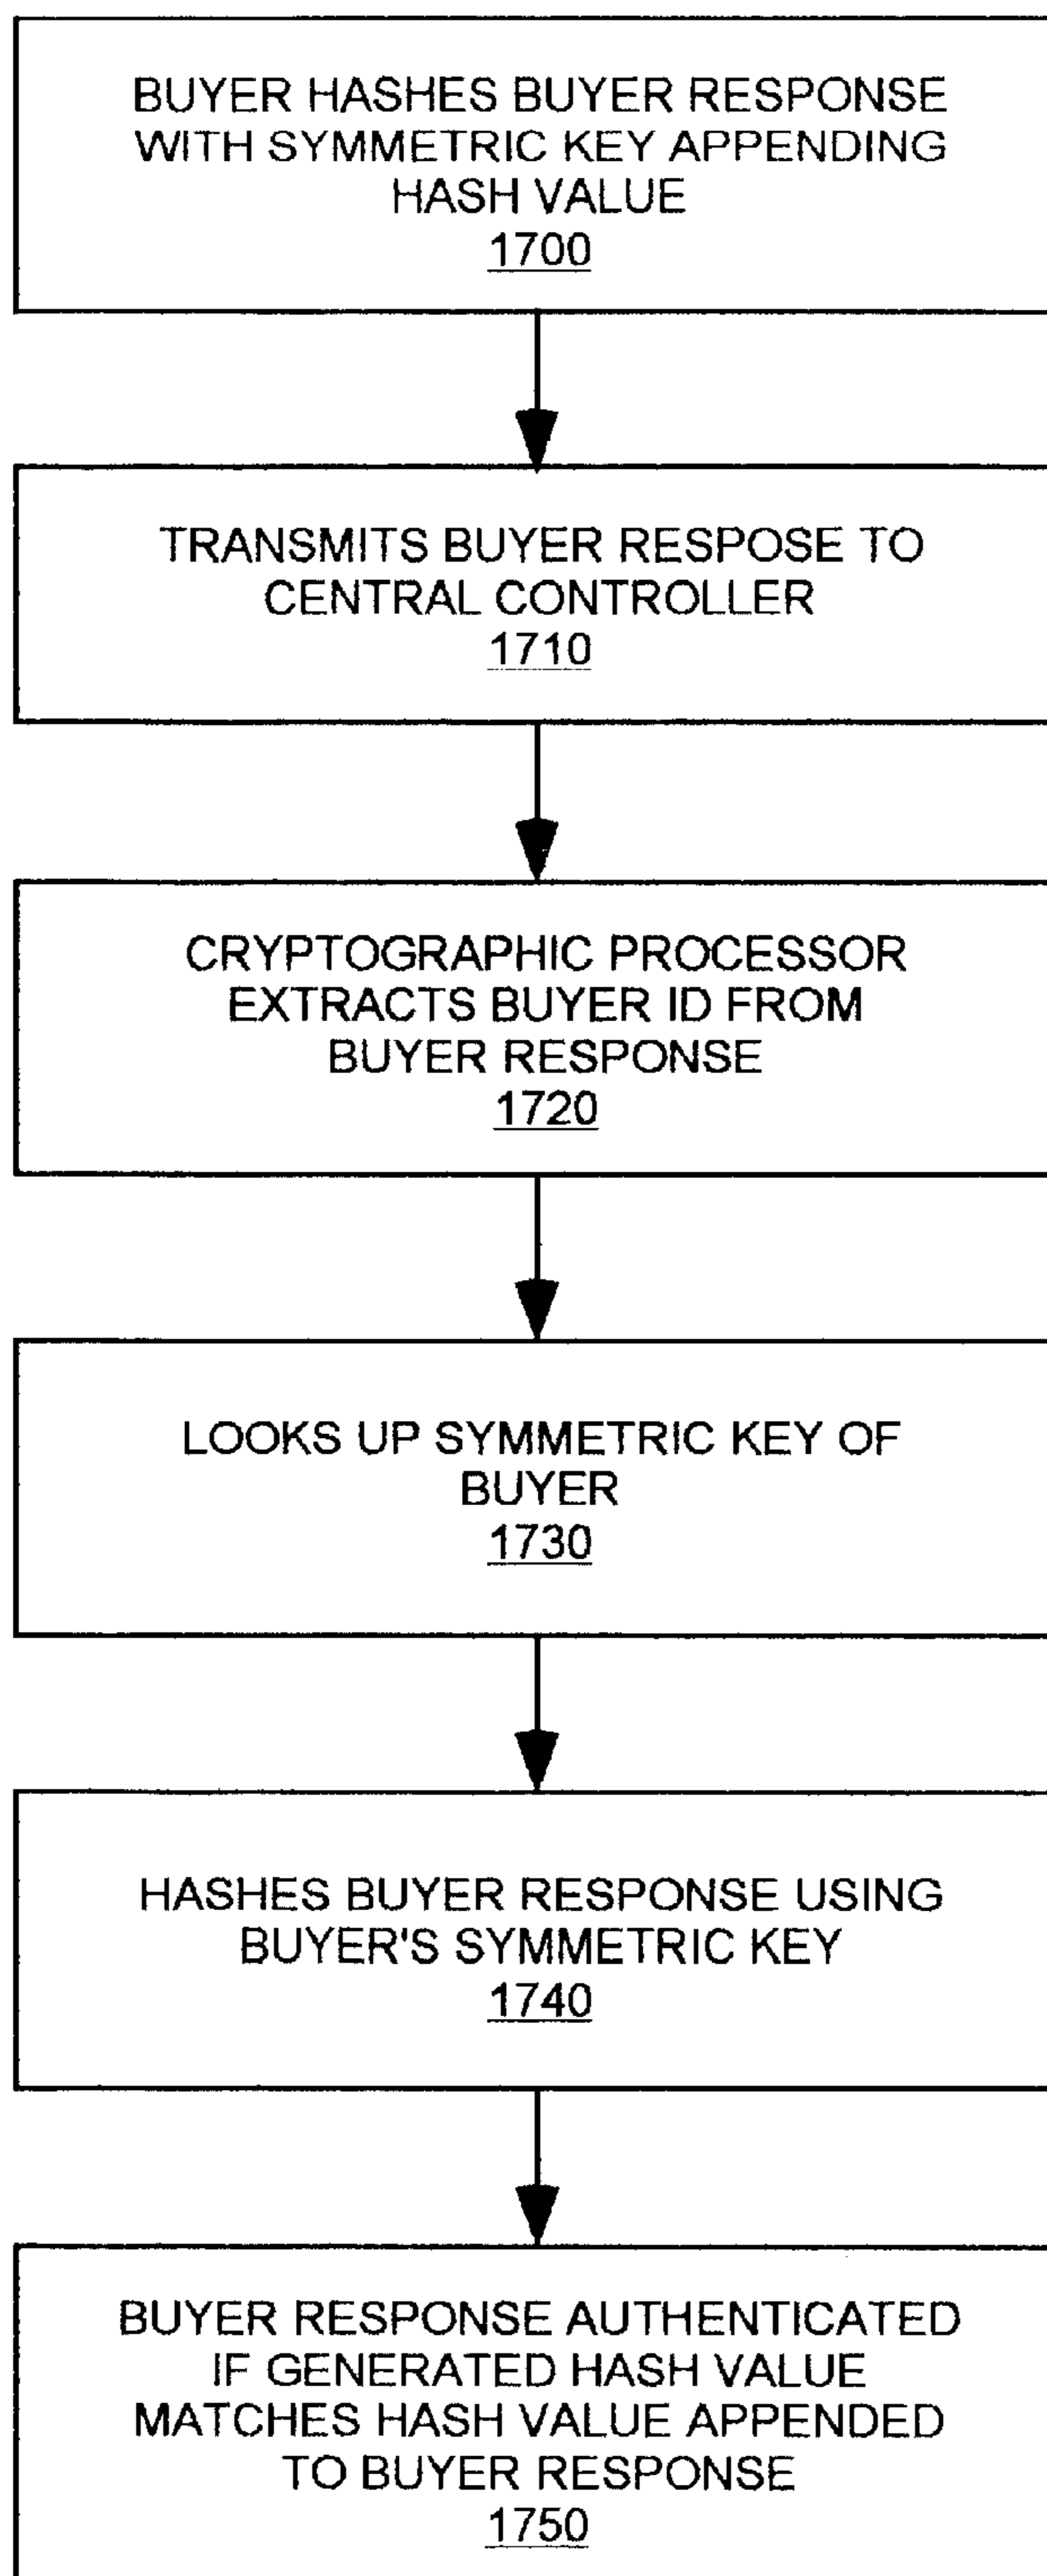 BUYER HASHES BUYER RESPONSE
WITH SYMMETRIC KEY APPENDING
HASH VALUE
1700
TRANSMITS BUYER RESPOSE TO
CENTRAL CONTROLLER
1710
CRYPTOGRAPHIC PROCESSOR
EXTRACTS BUYER ID FROM
BUYER RESPONSE
1720
LOOKS UP SYMMETRIC KEY OF
BUYER
1730
HASHES BUYER RESPONSE USING
BUYER'S SYMMETRIC KEY
1740
BUYER RESPONSE AUTHENTICATED
IF GENERATED HASH VALUE
MATCHES HASH VALUE APPENDED
TO BUYER RESPONSE
1750